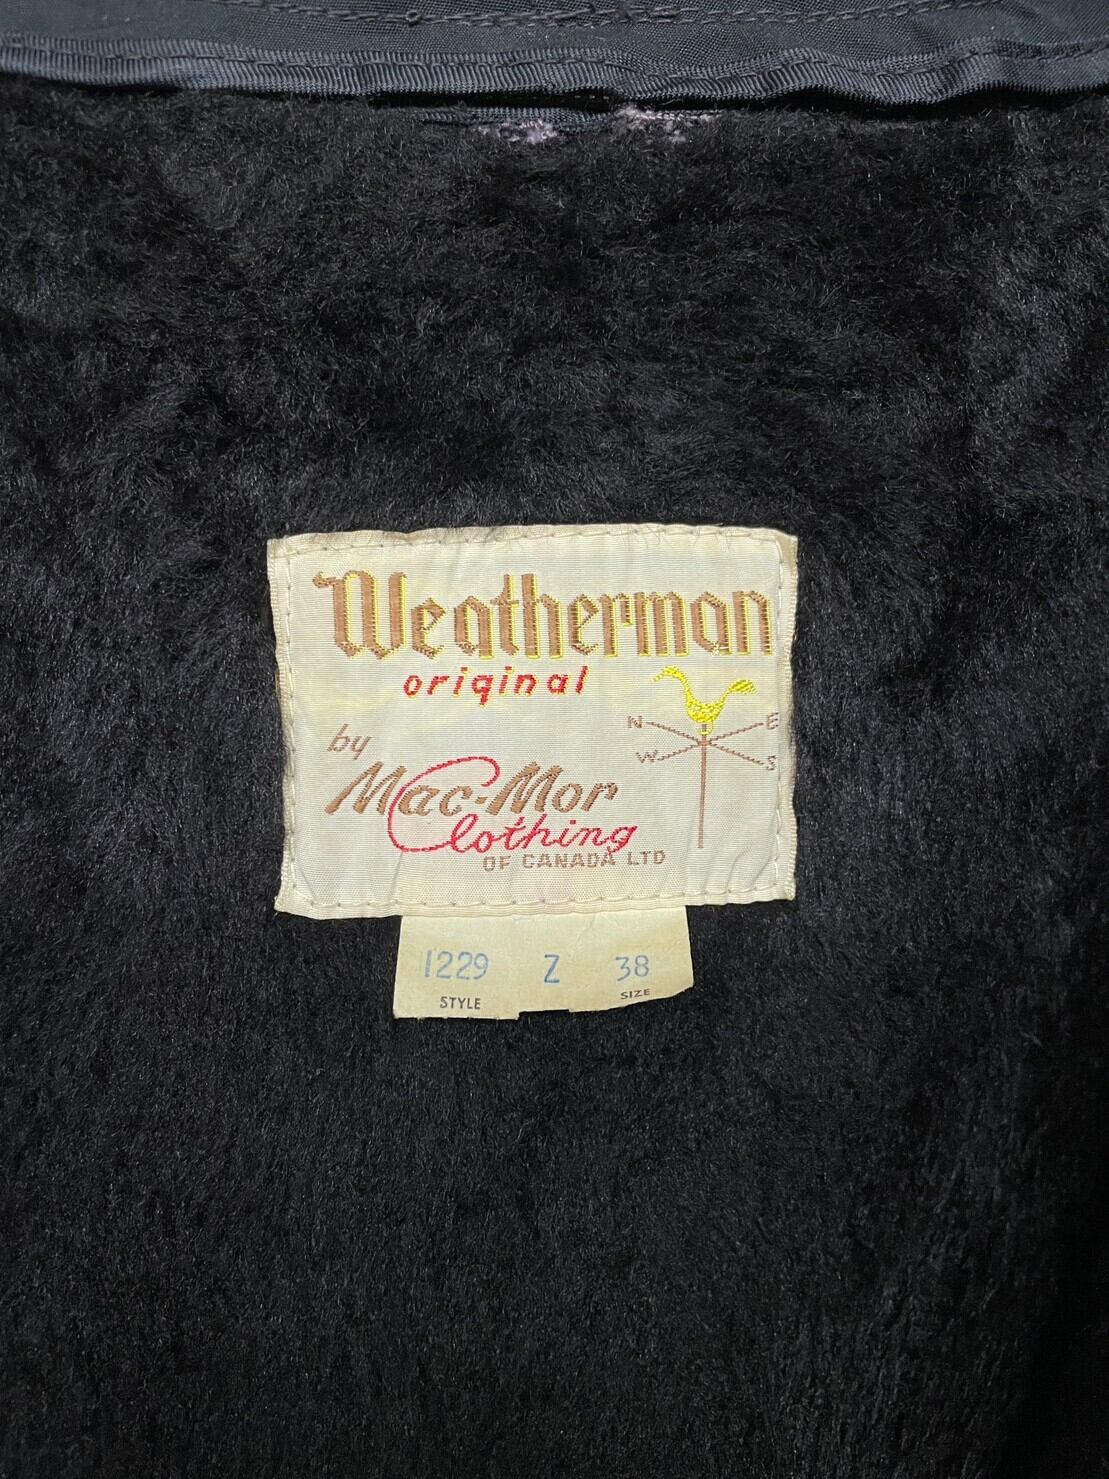 Weatherman
original
by
Mac-Mor
Clothing
OF CANADA LTD
N E
W S
1229 Z 38
STYLE SIZE